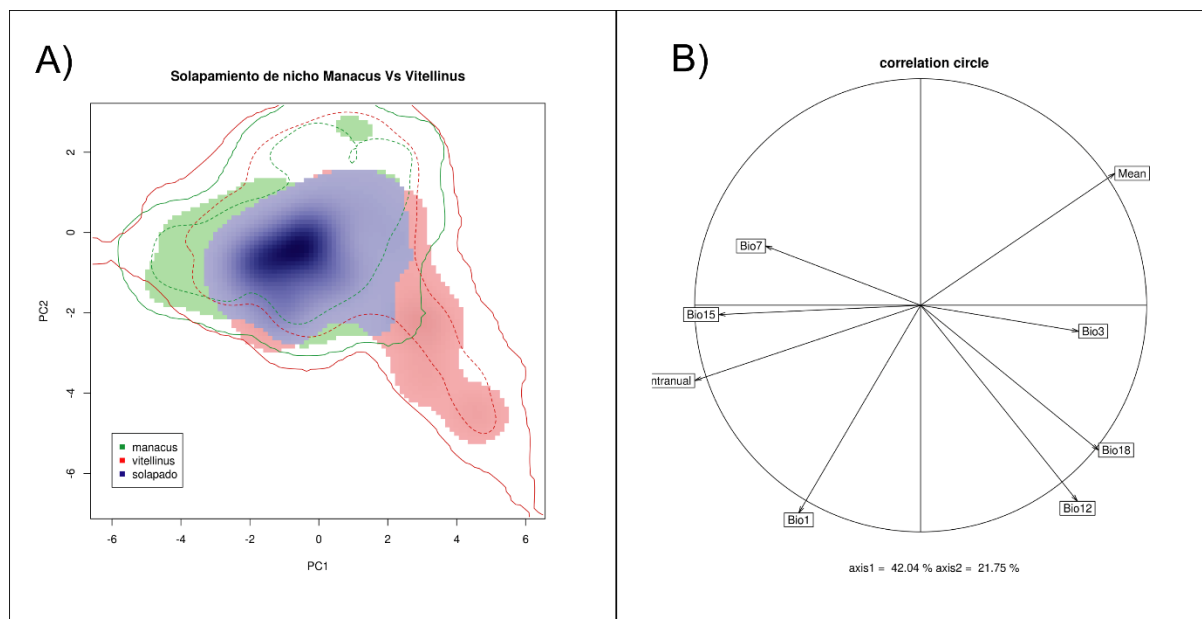 A)
Solapamiento de nicho Manacus Vs Vitellinus
PC2
2
0
-2
-4
-6
manacus
vitellinus
solapado
-6 -4 -2 0 2 4 6
PC1
B)
correlation circle
Mean
Bio7
Bio15
Bio3
ntranual
Bio18
Bio12
Bio1
axis1 = 42.04 % axis2 = 21.75 %